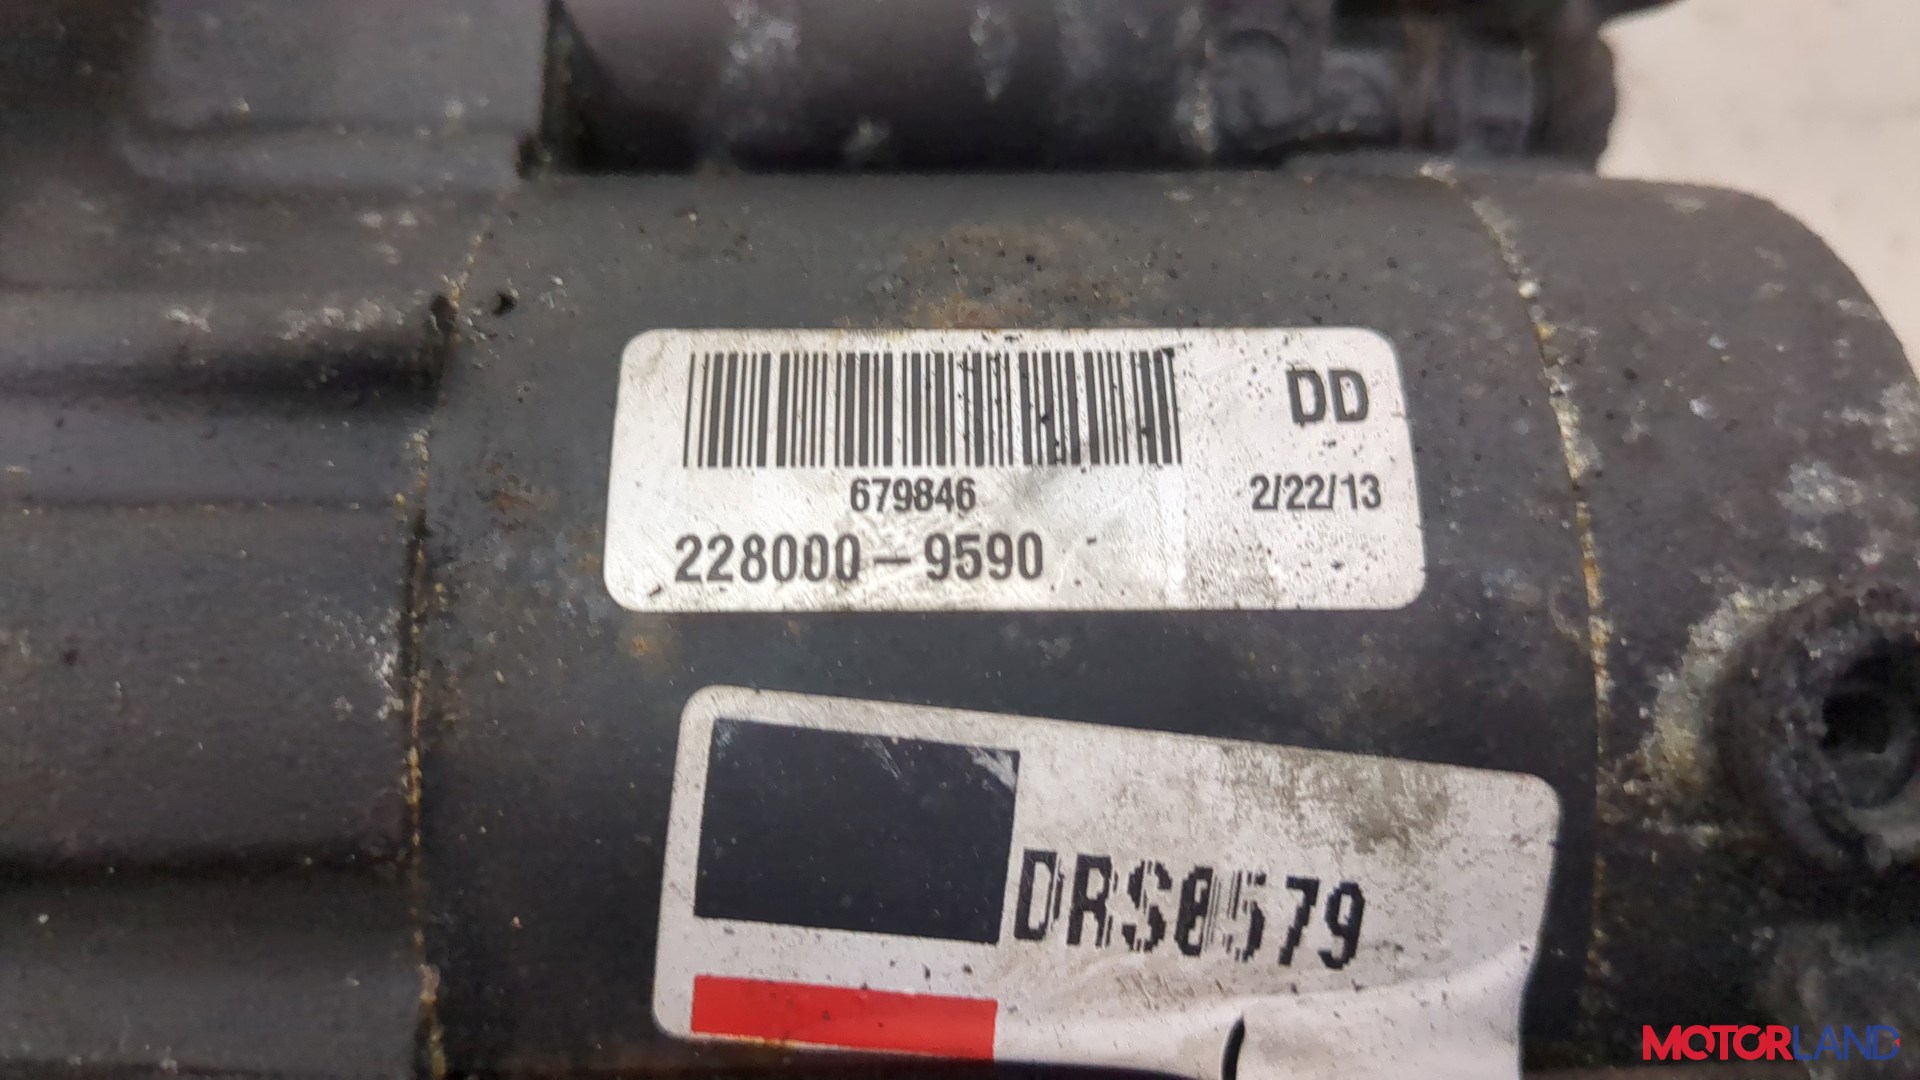 DD
679846
2/22/13
228000-9590
DRS0579
MOTORLAND